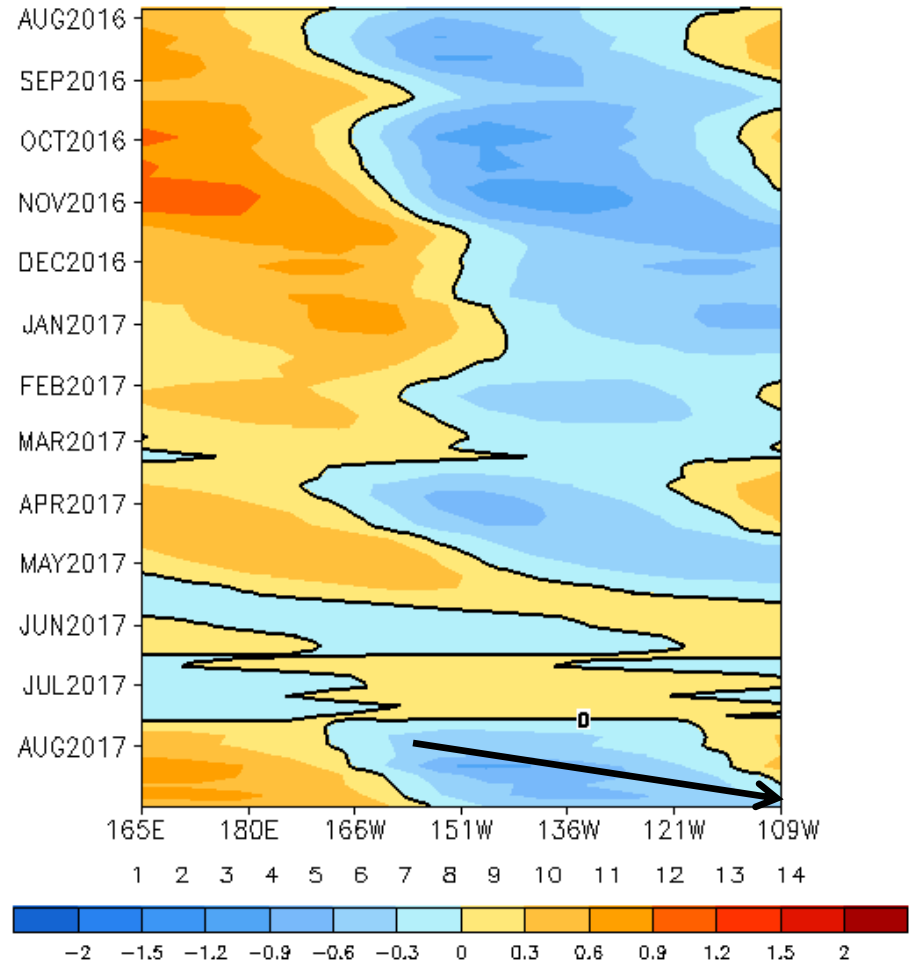 AUG2016
SEP2016
OCT2016
NOV2016
DEC2016
JAN2017
FEB2017
MAR2017
APR2017
MAY2017
JUN2017
JUL2017
0
AUG2017
165E 180E 166W 151W 136W 121W 109W
1 2 3 4 5 6 7 8 9 10 11 12 13 14
-2 -1.5 -1.2 -0.9 -0.6 -0.3 0 0.3 0.6 0.9 1.2 1.5 2